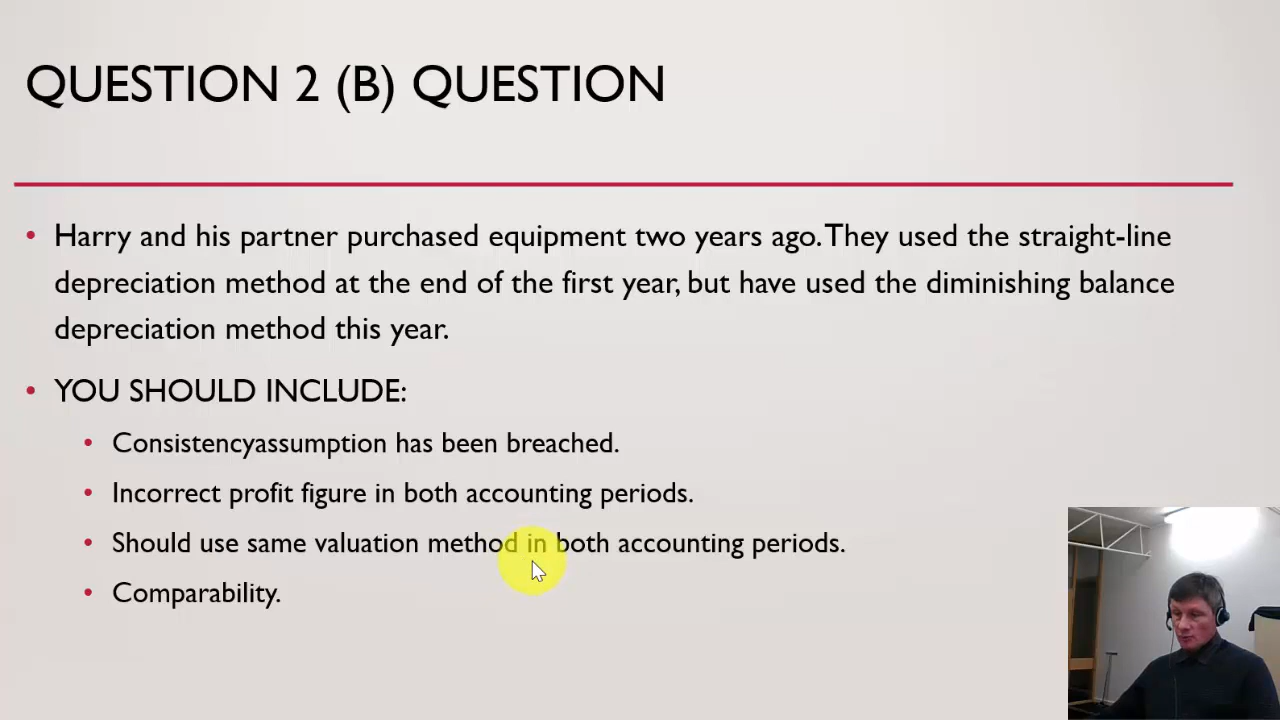 QUESTION 2 (B) QUESTION
• Harry and his partner purchased equipment two years ago. They used the straight-line
depreciation method at the end of the first year, but have used the diminishing balance
depreciation method this year.
• YOU SHOULD INCLUDE:
• Consistencyassumption has been breached.
• Incorrect profit figure in both accounting periods.
• Should use same valuation method in both accounting periods.
• Comparability.